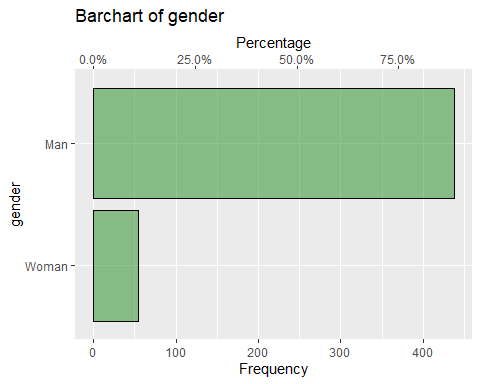 Barchart of gender
Percentage
0.0% 25.0% 50.0% 75.0%
Man
gender
Woman
0 100 200 300 400
Frequency